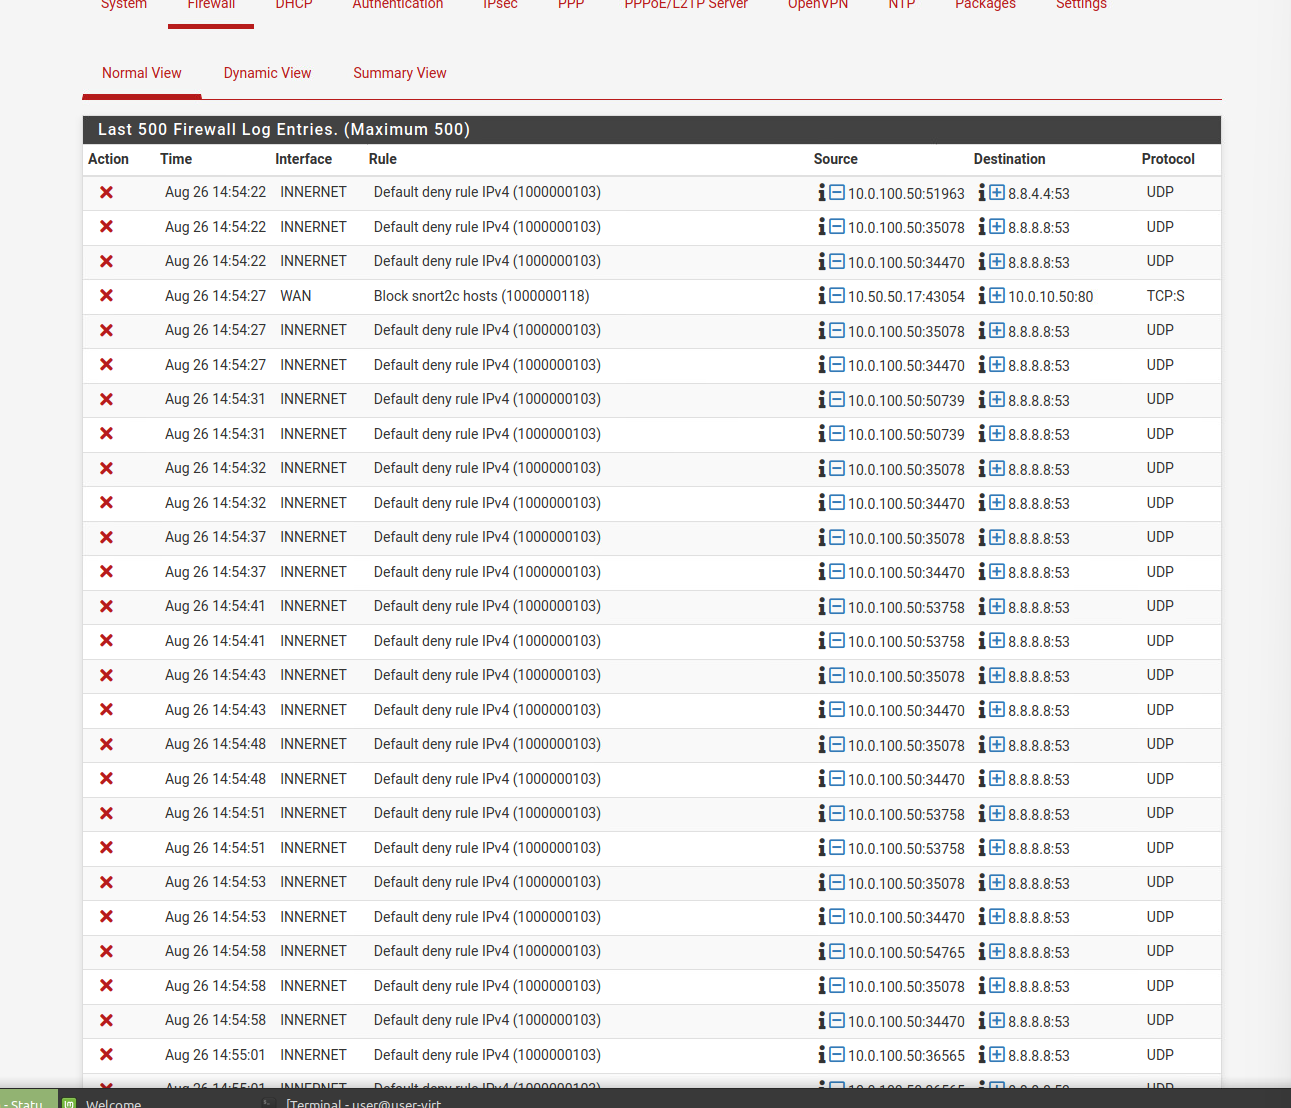 System Firewall DHCP Authentication IPsec PPP PPPoE/L2TP Server OpenVPN NTP Packages Settings
Normal View Dynamic View Summary View
Last 500 Firewall Log Entries. (Maximum 500)
Action Time Interface Rule Source Destination Protocol
Aug 26 14:54:22 INNERNET Default deny rule IPv4 (1000000103) 10.0.100.50:51963 8.8.4.4:53 UDP
Aug 26 14:54:22 INNERNET Default deny rule IPv4 (1000000103) 10.0.100.50:35078 8.8.8.8:53 UDP
Aug 26 14:54:22 INNERNET Default deny rule IPv4 (1000000103) 10.0.100.50:34470 8.8.8.8:53 UDP
Aug 26 14:54:27 WAN Block snort2c hosts (1000000118) 10.50.50.17:43054 10.0.10.50:80 TCP:S
Aug 26 14:54:27 INNERNET Default deny rule IPv4 (1000000103) 10.0.100.50:35078 8.8.8.8:53 UDP
Aug 26 14:54:27 INNERNET Default deny rule IPv4 (1000000103) 10.0.100.50:34470 8.8.8.8:53 UDP
Aug 26 14:54:31 INNERNET Default deny rule IPv4 (1000000103) 10.0.100.50:50739 8.8.8.8:53 UDP
Aug 26 14:54:31 INNERNET Default deny rule IPv4 (1000000103) 10.0.100.50:50739 8.8.8.8:53 UDP
Aug 26 14:54:32 INNERNET Default deny rule IPv4 (1000000103) 10.0.100.50:35078 8.8.8.8:53 UDP
Aug 26 14:54:32 INNERNET Default deny rule IPv4 (1000000103) 10.0.100.50:34470 8.8.8.8:53 UDP
Aug 26 14:54:37 INNERNET Default deny rule IPv4 (1000000103) 10.0.100.50:35078 8.8.8.8:53 UDP
Aug 26 14:54:37 INNERNET Default deny rule IPv4 (1000000103) 10.0.100.50:34470 8.8.8.8:53 UDP
Aug 26 14:54:41 INNERNET Default deny rule IPv4 (1000000103) 10.0.100.50:53758 8.8.8.8:53 UDP
Aug 26 14:54:41 INNERNET Default deny rule IPv4 (1000000103) 10.0.100.50:53758 8.8.8.8:53 UDP
Aug 26 14:54:43 INNERNET Default deny rule IPv4 (1000000103) 10.0.100.50:35078 8.8.8.8:53 UDP
Aug 26 14:54:43 INNERNET Default deny rule IPv4 (1000000103) 10.0.100.50:34470 8.8.8.8:53 UDP
Aug 26 14:54:48 INNERNET Default deny rule IPv4 (1000000103) 10.0.100.50:35078 8.8.8.8:53 UDP
Aug 26 14:54:48 INNERNET Default deny rule IPv4 (1000000103) 10.0.100.50:34470 8.8.8.8:53 UDP
Aug 26 14:54:51 INNERNET Default deny rule IPv4 (1000000103) 10.0.100.50:53758 8.8.8.8:53 UDP
Aug 26 14:54:51 INNERNET Default deny rule IPv4 (1000000103) 10.0.100.50:53758 8.8.8.8:53 UDP
Aug 26 14:54:53 INNERNET Default deny rule IPv4 (1000000103) 10.0.100.50:35078 8.8.8.8:53 UDP
Aug 26 14:54:53 INNERNET Default deny rule IPv4 (1000000103) 10.0.100.50:34470 8.8.8.8:53 UDP
Aug 26 14:54:58 INNERNET Default deny rule IPv4 (1000000103) 10.0.100.50:54765 8.8.8.8:53 UDP
Aug 26 14:54:58 INNERNET Default deny rule IPv4 (1000000103) 10.0.100.50:35078 8.8.8.8:53 UDP
Aug 26 14:54:58 INNERNET Default deny rule IPv4 (1000000103) 10.0.100.50:34470 8.8.8.8:53 UDP
Aug 26 14:55:01 INNERNET Default deny rule IPv4 (1000000103) 10.0.100.50:36565 8.8.8.8:53 UDP
Aug 26 14:55:01 INNERNET Default deny rule IPv4 (1000000103) 10.0.100.50:36565 8.8.8.8:53 UDP
- Statu Welcome [Terminal - user@user-virt